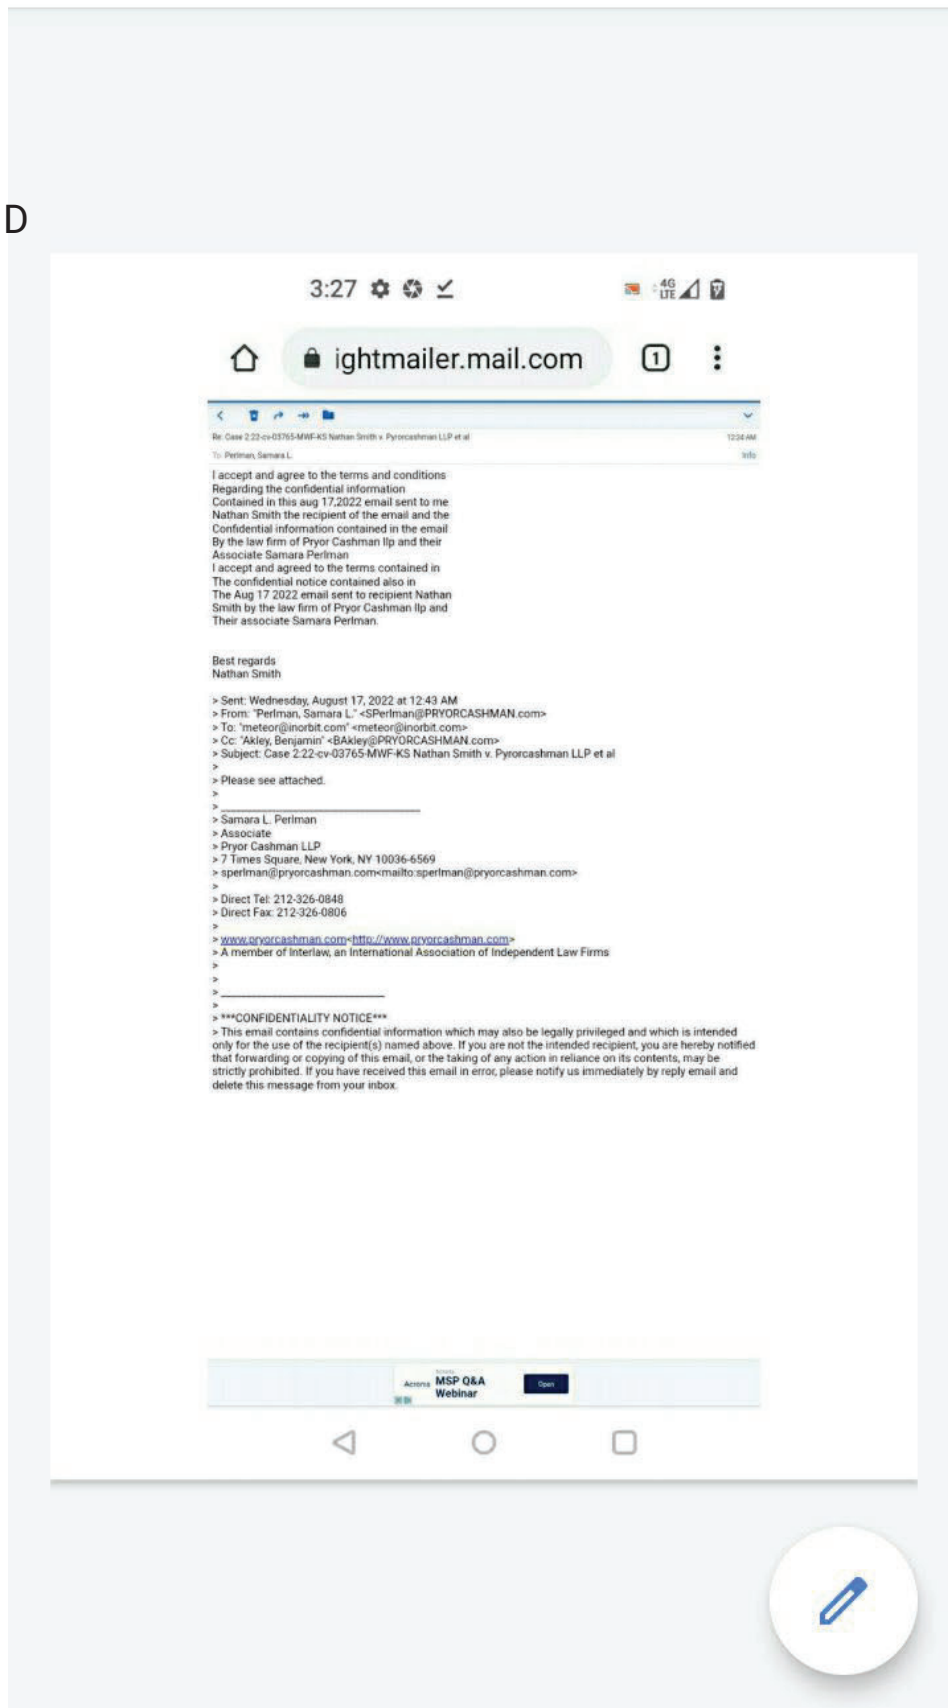 D
3:27
4G
LTE
ightmailer.mail.com
1
Re: Case 2:22-cv-03765-MWF-KS Nathan Smith v. Pyrorcashman LLP et al
12:34 AM
To: Perlman, Samara L.
Info
I accept and agree to the terms and conditions
Regarding the confidential information
Contained in this aug 17,2022 email sent to me
Nathan Smith the recipient of the email and the
Confidential information contained in the email
By the law firm of Pryor Cashman llp and their
Associate Samara Perlman
I accept and agreed to the terms contained in
The confidential notice contained also in
The Aug 17 2022 email sent to recipient Nathan
Smith by the law firm of Pryor Cashman llp and
Their associate Samara Perlman.
Best regards
Nathan Smith
> Sent: Wednesday, August 17, 2022 at 12:43 AM
> From: "Perlman, Samara L." <SPerlman@PRYORCASHMAN.com>
> To: "meteor@inorbit.com" <meteor@inorbit.com>
> Cc: "Akley, Benjamin" <BAkley@PRYORCASHMAN.com>
> Subject: Case 2:22-cv-03765-MWF-KS Nathan Smith v. Pyrorcashman LLP et al
>
> Please see attached.
>
> ________________________________
> Samara L. Perlman
> Associate
> Pryor Cashman LLP
> 7 Times Square, New York, NY 10036-6569
> sperlman@pryorcashman.com<mailto:sperlman@pryorcashman.com>
>
> Direct Tel: 212-326-0848
> Direct Fax: 212-326-0806
>
> www.pryorcashman.com<http://www.pryorcashman.com>
> A member of Interlaw, an International Association of Independent Law Firms
>
>
> __________________________
>
> ***CONFIDENTIALITY NOTICE***
> This email contains confidential information which may also be legally privileged and which is intended
only for the use of the recipient(s) named above. If you are not the intended recipient, you are hereby notified
that forwarding or copying of this email, or the taking of any action in reliance on its contents, may be
strictly prohibited. If you have received this email in error, please notify us immediately by reply email and
delete this message from your inbox.
MSP Q&A
Webinar
Open